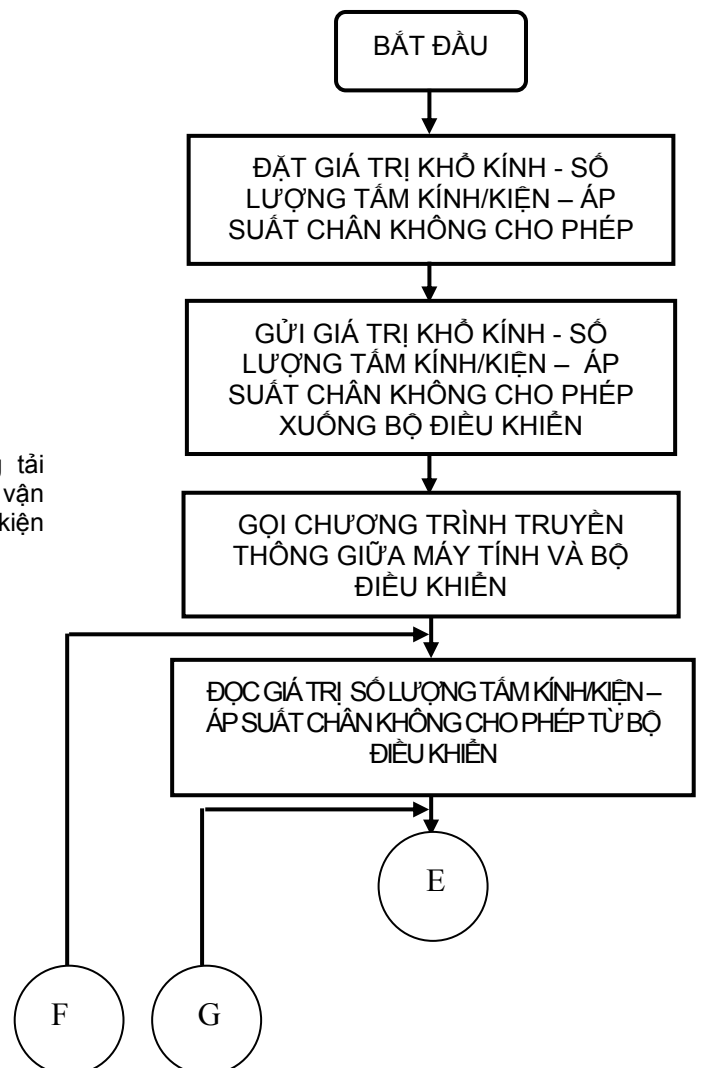 BẮT ĐẦU
ĐẶT GIÁ TRỊ KHỔ KÍNH - SỐ
LƯỢNG TẤM KÍNH/KIỆN – ÁP
SUẤT CHÂN KHÔNG CHO PHÉP
GỬI GIÁ TRỊ KHỔ KÍNH - SỐ
LƯỢNG TẤM KÍNH/KIỆN – ÁP
SUẤT CHÂN KHÔNG CHO PHÉP
XUỐNG BỘ ĐIỀU KHIỂN
tải
vận
kiện
GỌI CHƯƠNG TRÌNH TRUYỀN
THÔNG GIỮA MÁY TÍNH VÀ BỘ
ĐIỀU KHIỂN
ĐỌC GIÁ TRỊ SỐ LƯỢNG TẤM KÍNH/KIỆN –
ÁP SUẤT CHÂN KHÔNG CHO PHÉP TỪ BỘ
ĐIỀU KHIỂN
E
F
G